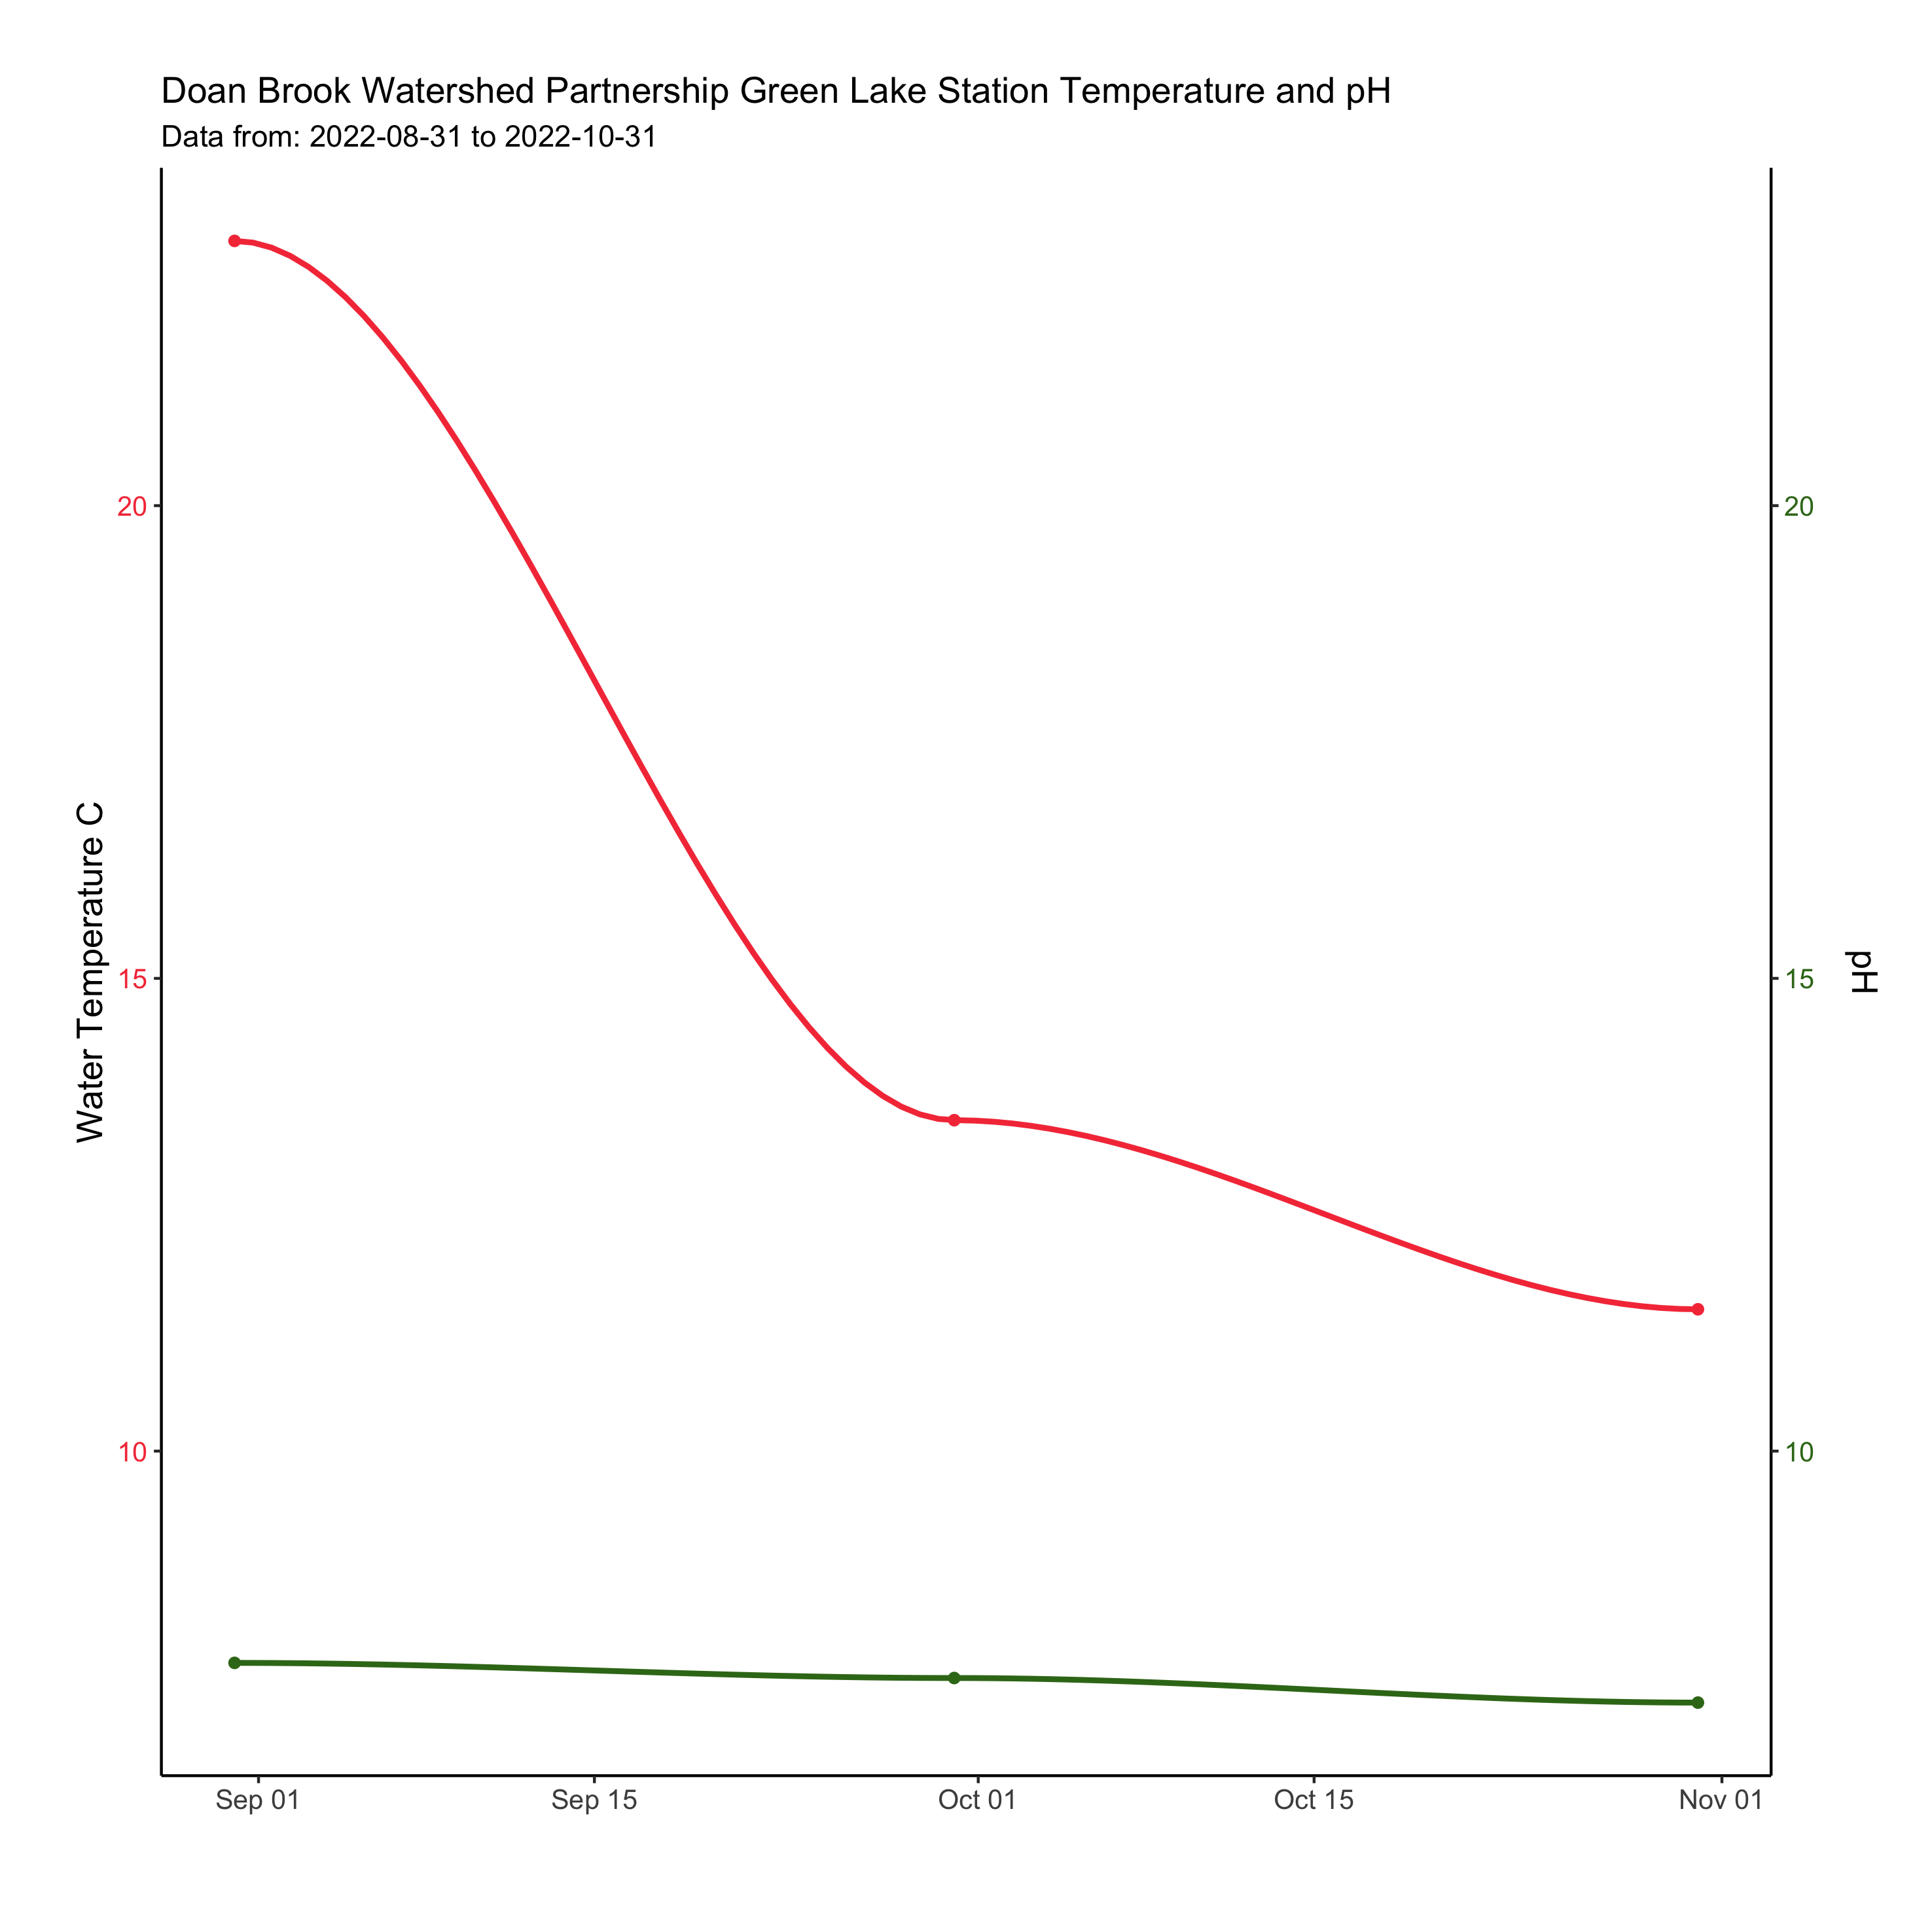 Doan Brook Watershed Partnership Green Lake Station Temperature and pH
Data from: 2022-08-31 to 2022-10-31
Water Temperature C
20
15
10
20
15
10
pH
Sep 01
Sep 15
Oct 01
Oct 15
Nov 01